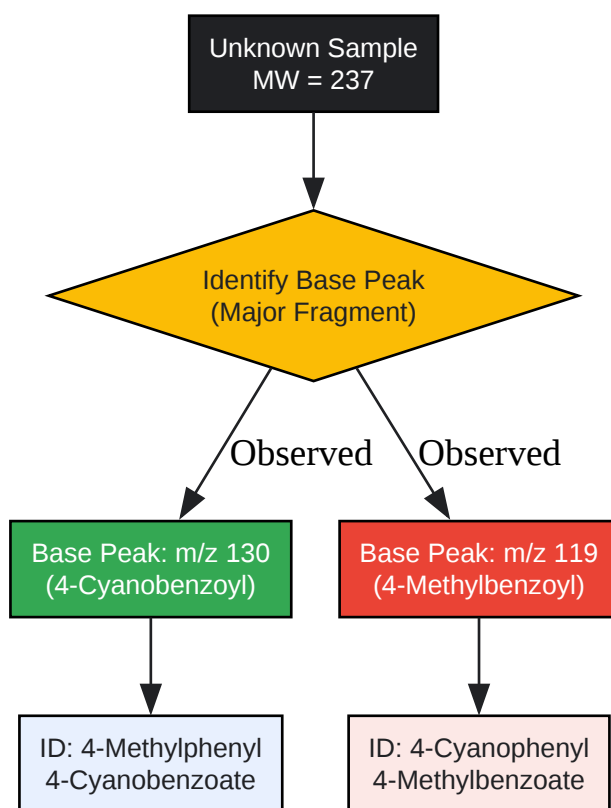 Unknown Sample
MW = 237
Identify Base Peak
(Major Fragment)
Observed
Observed
Base Peak: m/z 130
(4-Cyanobenzoyl)
Base Peak: m/z 119
(4-Methylbenzoyl)
ID: 4-Methylphenyl
4-Cyanobenzoate
ID: 4-Cyanophenyl
4-Methylbenzoate